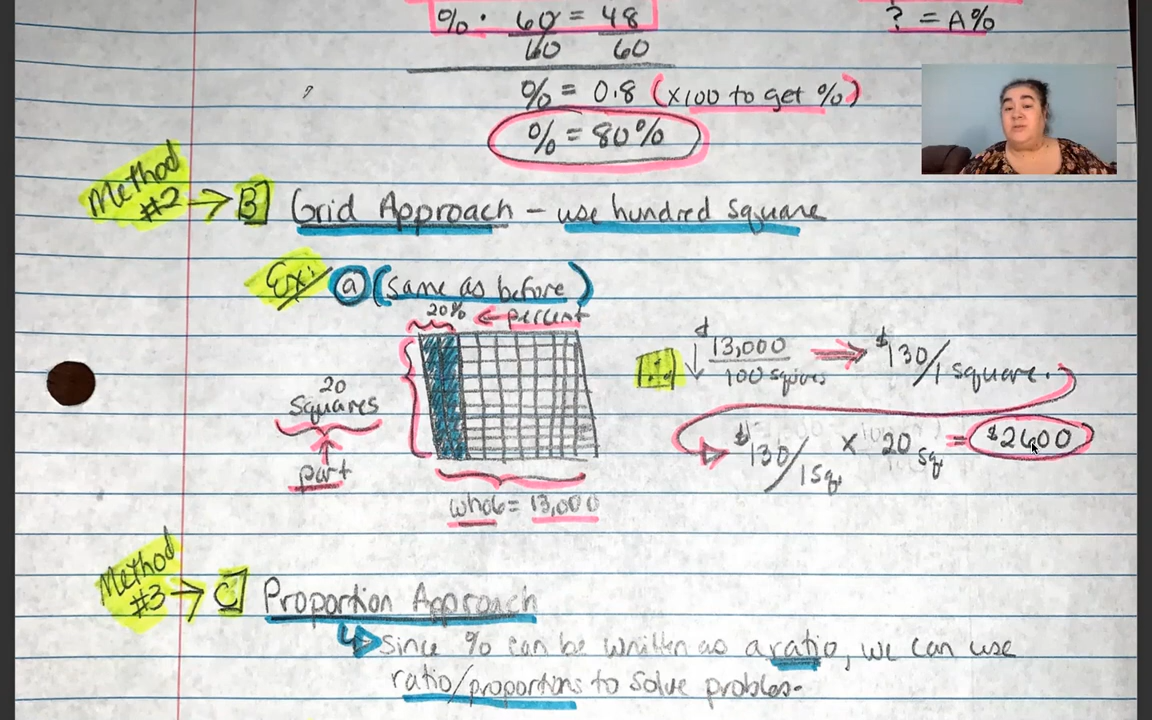 % · 60 = 48
60 60
? = A%
% = 0.8 (x100 to get %)
% = 80%
Method
#2 → B Grid Approach - use hundred square
Ex: a (same as before)
20% ← percent
20
Squares
part
whole = 13,000
$ 13,000
100 squares
$130/1 square.
$130/1sq. x 20 sq. = $2600
Method
#3 → C Proportion Approach
Since % can be written as a ratio, we can use
ratio/proportions to solve probles.